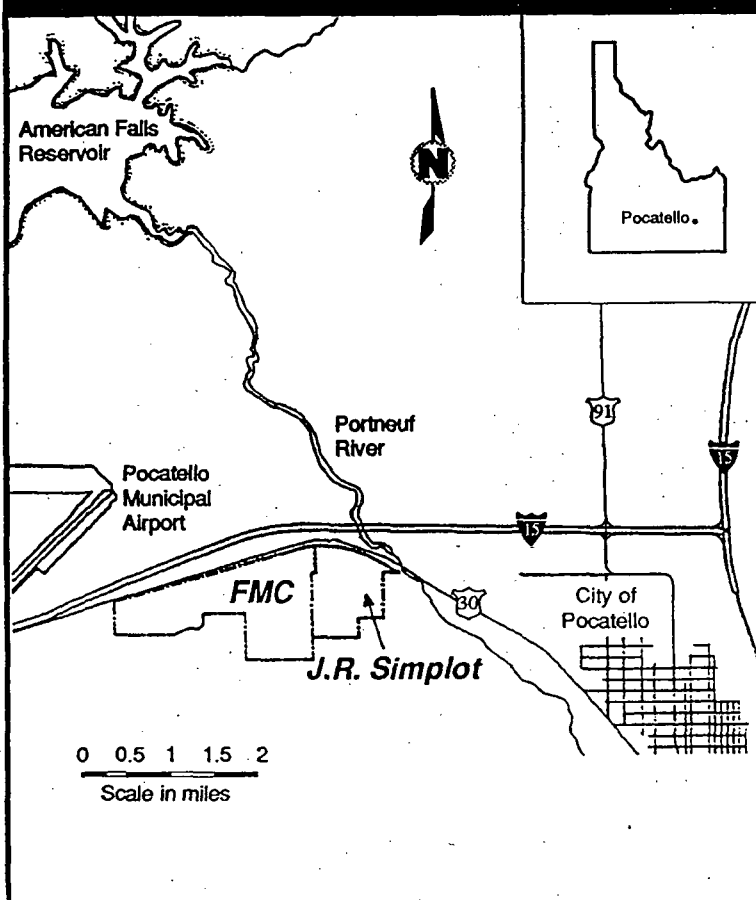 American Falls
Reservoir
N
Pocatello
91
15
Portneuf
River
Pocatello
Municipal
Airport
15
FMC
30
City of
Pocatello
J.R. Simplot
0 0.5 1 1.5 2
Scale in miles